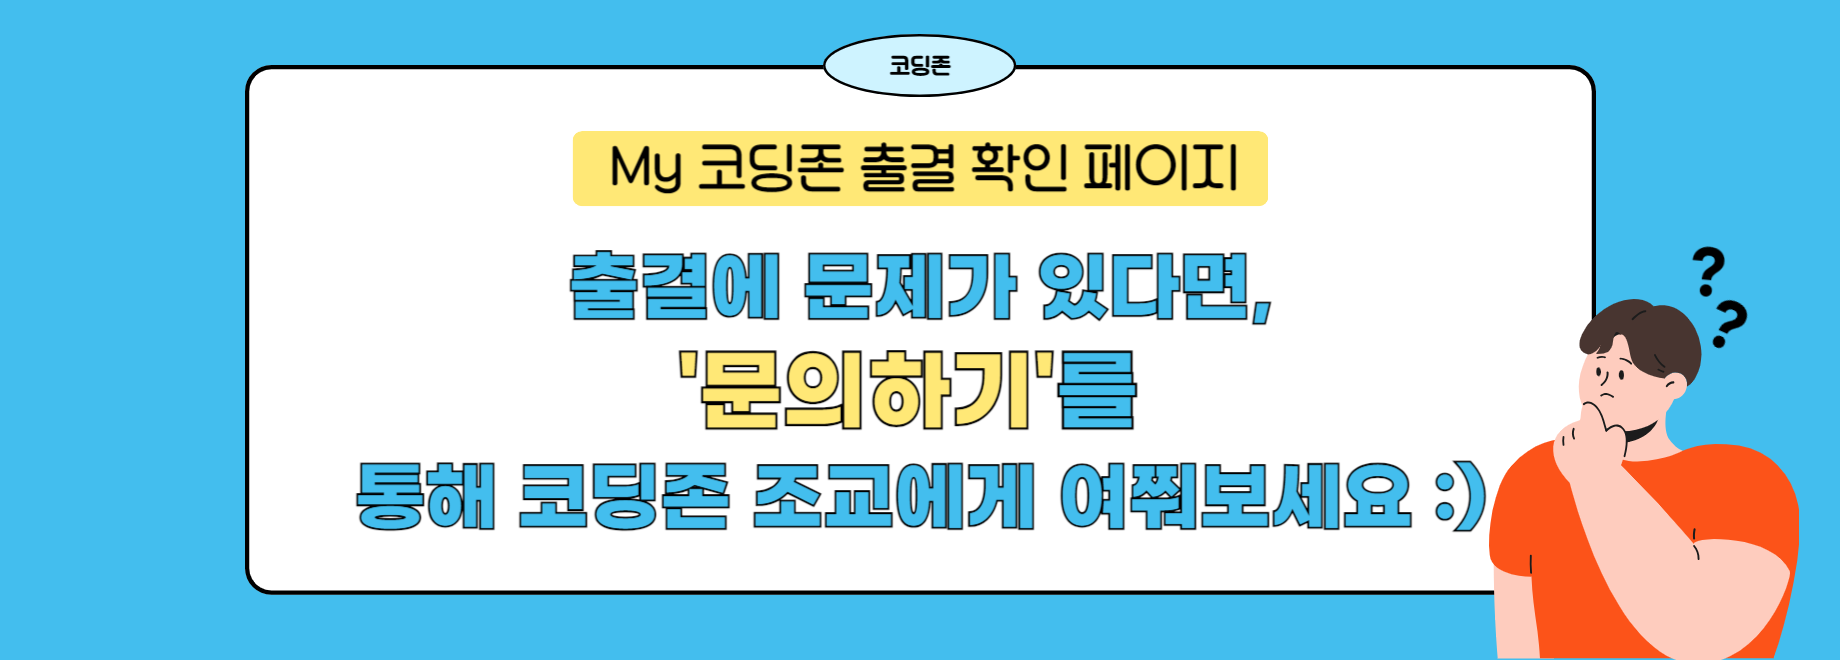 코딩존
My 코딩존 출결 확인 페이지
출결에 문제가 있다면,
'문의하기'를
통해 코딩존 조교에게 여쭤보세요 :)
?
?